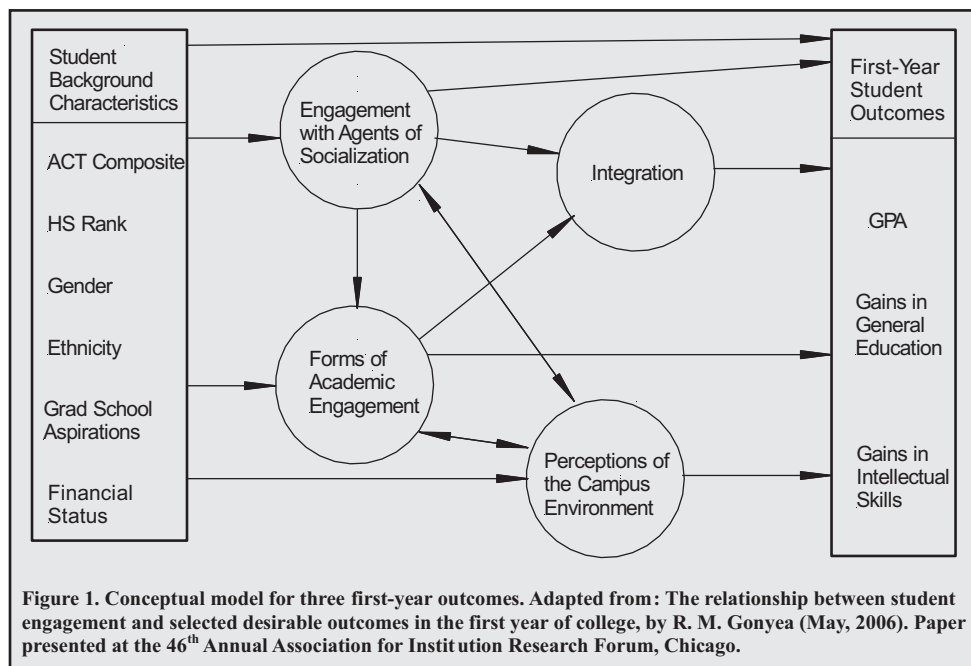 Student
Background
Characteristics
ACT Composite
HS Rank
Gender
Ethnicity
Grad School
Aspirations
Financial
Status
Engagement
with Agents of
Socialization
Forms of
Academic
Engagement
Integration
Perceptions of
the Campus
Environment
First-Year
Student
Outcomes
GPA
Gains in
General
Education
Gains in
Intellectual
Skills
Figure 1. Conceptual model for three first-year outcomes. Adapted from: The relationship between student
engagement and selected desirable outcomes in the first year of college, by R. M. Gonyea (May, 2006). Paper
presented at the 46th Annual Association for Institution Research Forum, Chicago.